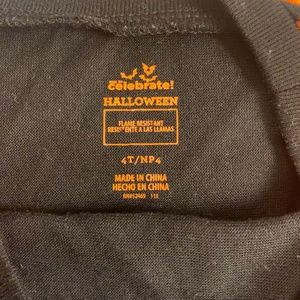 celebrate!
HALLOWEEN
FLAME RESISTANT
RESISTENTE A LAS LLAMAS
4T/NP4
MADE IN CHINA
HECHO EN CHINA